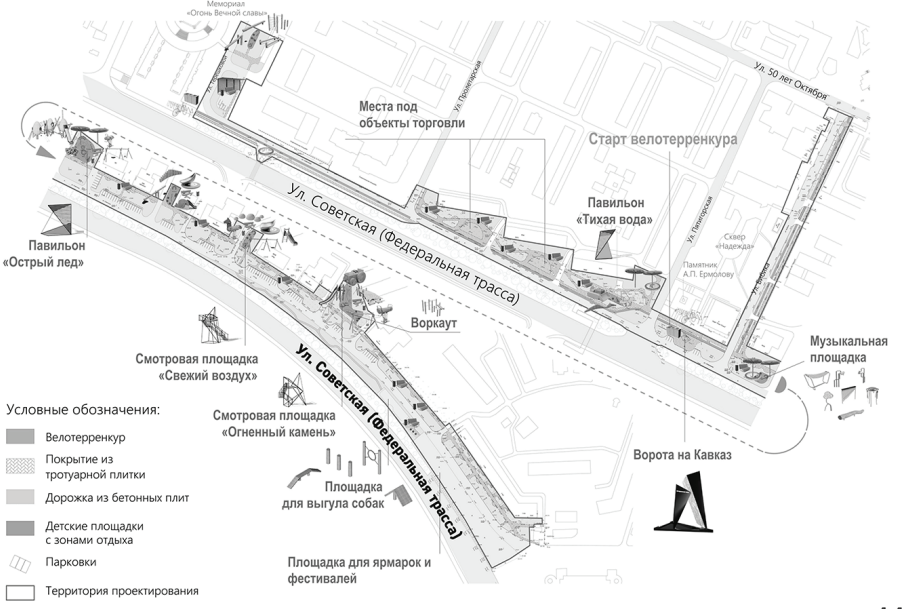 Мемориал
«Огонь Вечной славы»
Ул. Пролетарская
Ул. 50 лет Октября
Места под
объекты торговли
Старт велотерренкура
Ул. Советская (Федеральная трасса)
Павильон
«Тихая вода»
Ул. Пятигорская
Сквер
«Надежда»
Памятник
А.П. Ермолову
Павильон
«Острый лед»
Воркаут
Музыкальная
площадка
Смотровая площадка
«Свежий воздух»
Ул. Советская (Федеральная трасса)
Смотровая площадка
«Огненный камень»
Ворота на Кавказ
Площадка
для выгула собак
Площадка для ярмарок и
фестивалей
Условные обозначения:
Велотерренкур
Покрытие из
тротуарной плитки
Дорожка из бетонных плит
Детские площадки
с зонами отдыха
Парковки
Территория проектирования